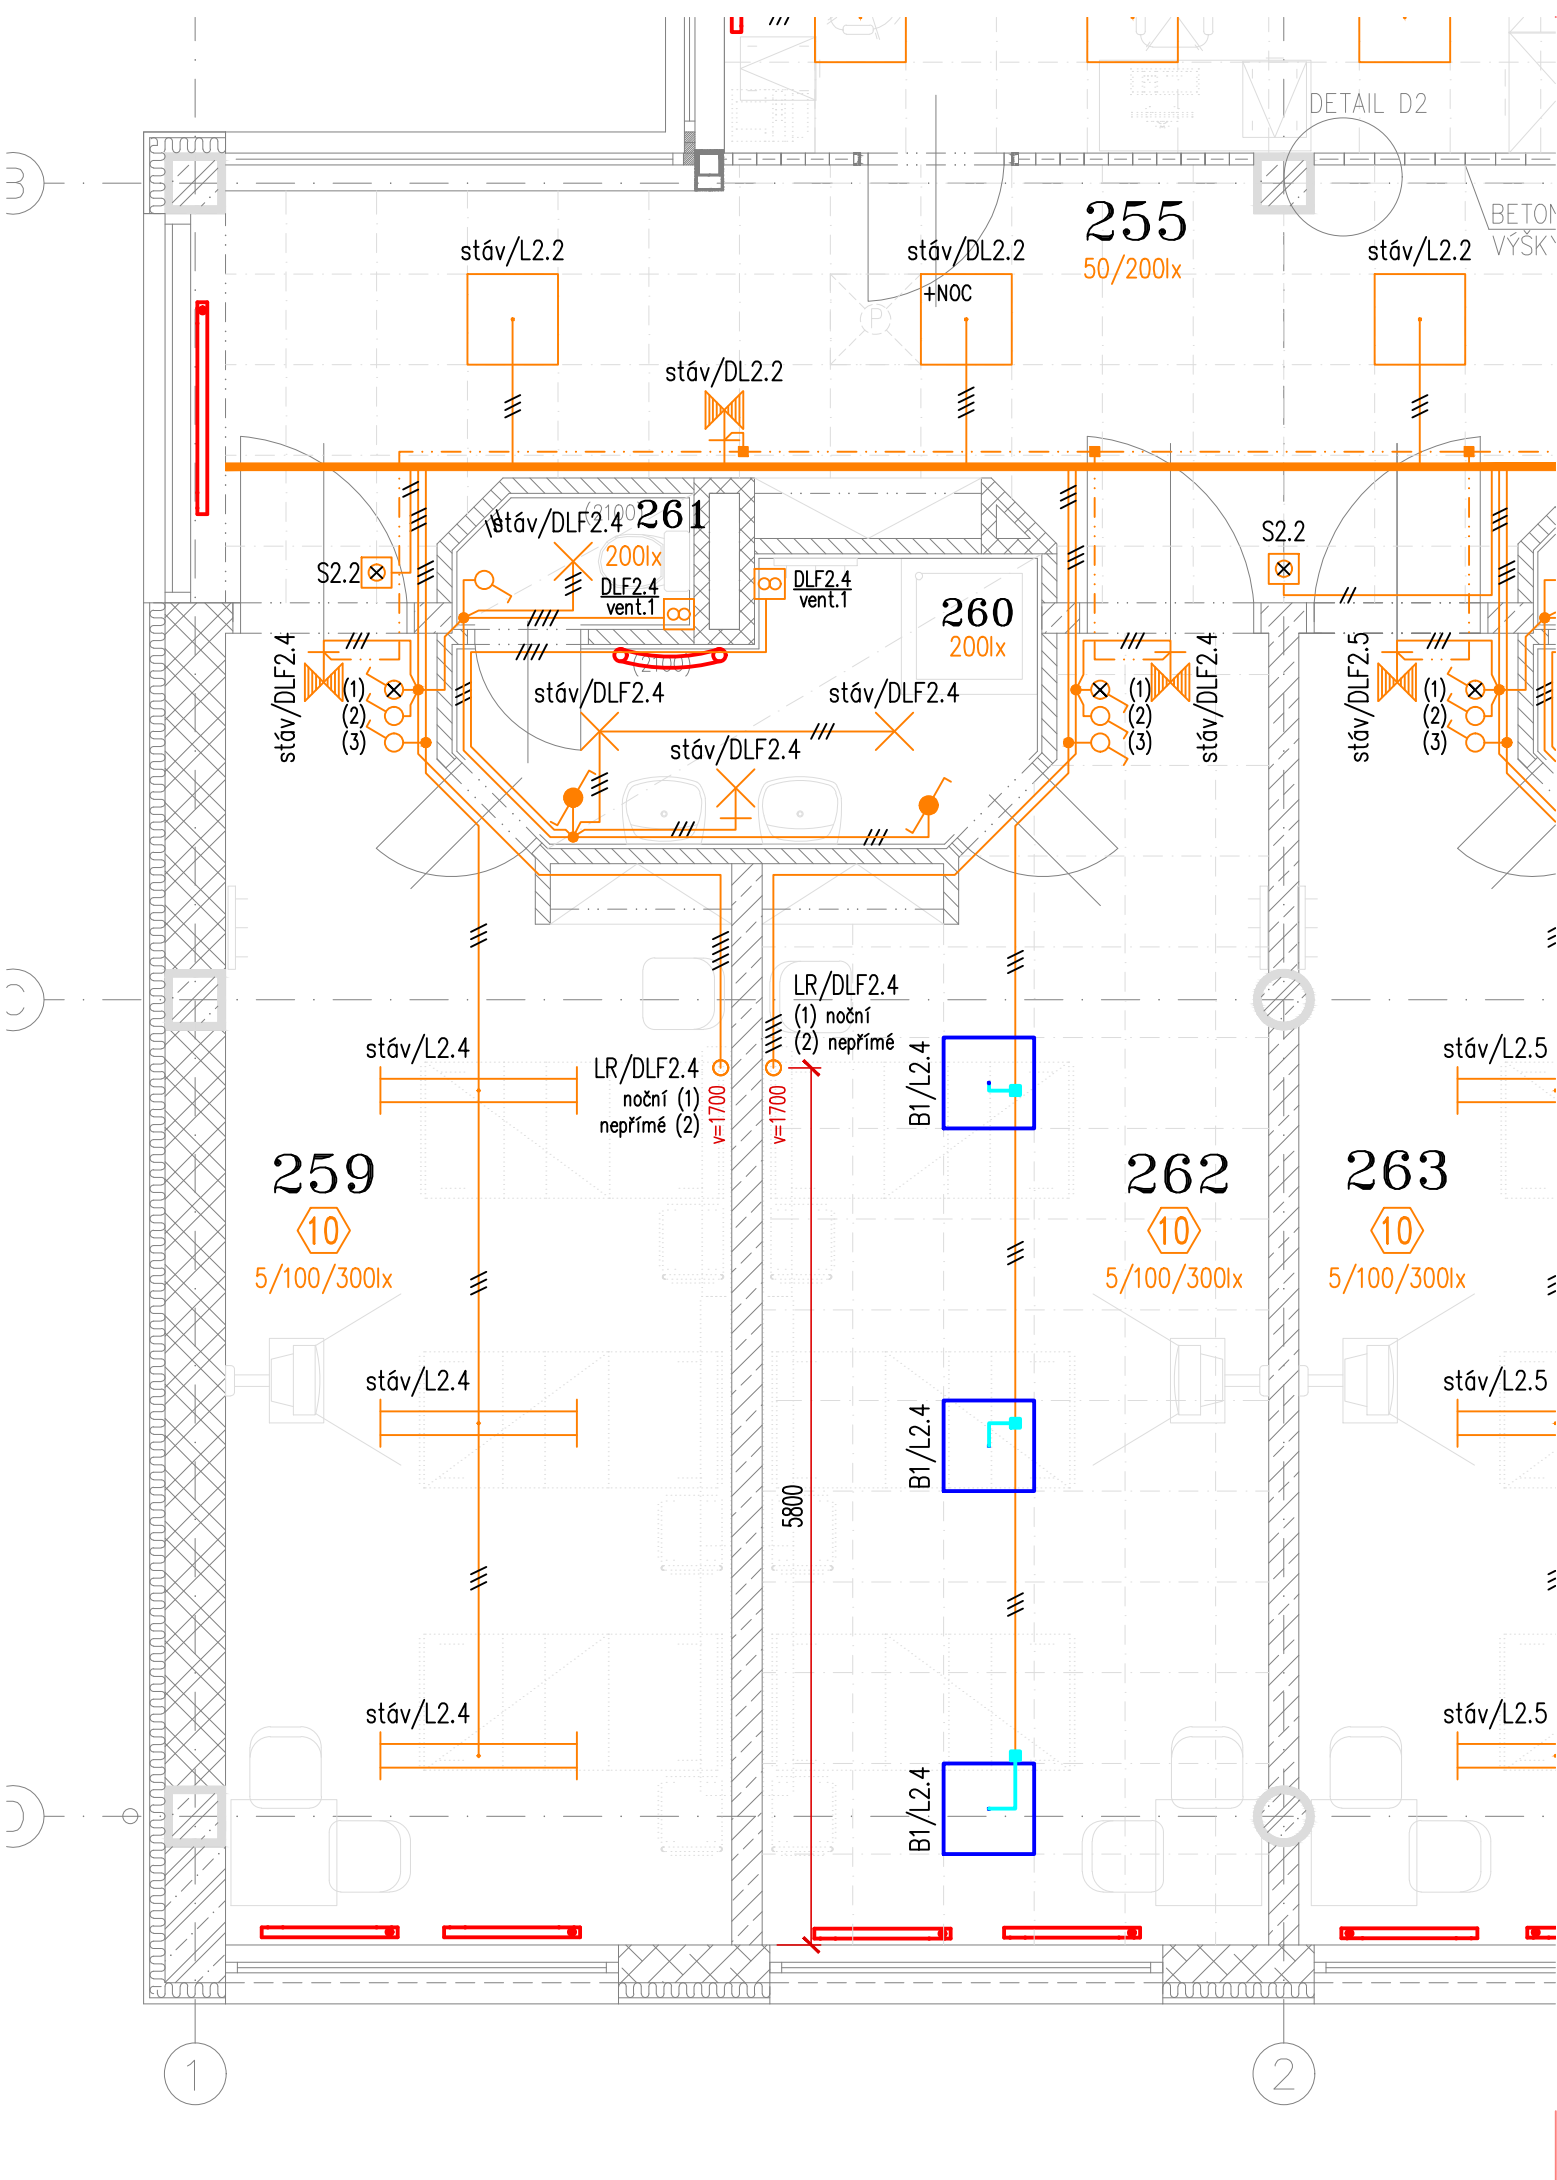 DETAIL D2
B
255
50/200lx
BETON
VÝŠKY
stáv/L2.2
stáv/DL2.2
+NOC
stáv/L2.2
P
stáv/DL2.2
(2100)
261
stáv/DLF2.4
200lx
S2.2
S2.2
DLF2.4
vent.1
DLF2.4
vent.1
260
200lx
(2100)
stáv/DLF2.4
(1)
(2)
(3)
stáv/DLF2.4
stáv/DLF2.4
stáv/DLF2.4
(1)
(2)
(3)
stáv/DLF2.4
stáv/DLF2.5
(1)
(2)
(3)
C
LR/DLF2.4
(1) noční
(2) nepřímé
LR/DLF2.4
noční (1)
nepřímé (2)
v=1700
v=1700
stáv/L2.4
B1/L2.4
stáv/L2.5
259
10
5/100/300lx
262
10
5/100/300lx
263
10
5/100/300lx
stáv/L2.4
B1/L2.4
stáv/L2.5
5800
stáv/L2.4
B1/L2.4
stáv/L2.5
D
1
2